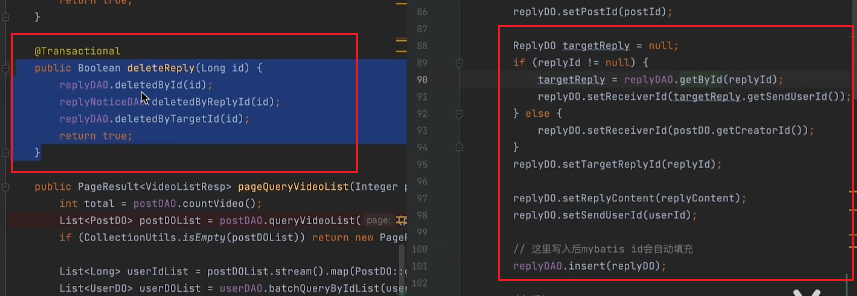 return true;
}
@Transactional
public Boolean deleteReply(Long id) {
replyDAO.deletedById(id);
replyNoticeDAO.deletedByReplyId(id);
replyDAO.deletedByTargetId(id);
return true;
}
public PageResult<VideoListResp> pageQueryVideoList(Integer p
int total = postDAO.countVideo();
List<PostDO> postDOList = postDAO.queryVideoList( page:
if (CollectionUtils.isEmpty(postDOList)) return new Page
List<Long> userIdList = postDOList.stream().map(PostDO::
List<UserDO> userDOList = userDAO.batchQueryByIdList(use
86 replyDO.setPostId(postId);
87
88 ReplyDO targetReply = null;
89 if (replyId != null) {
90 targetReply = replyDAO.getById(replyId);
91 replyDO.setReceiverId(targetReply.getSendUserId());
92 } else {
93 replyDO.setReceiverId(postDO.getCreatorId());
94 }
95 replyDO.setTargetReplyId(replyId);
96
97 replyDO.setReplyContent(replyContent);
98 replyDO.setSendUserId(userId);
99
100 // 这里写入后mybatis id会自动填充
101 replyDAO.insert(replyDO);
102